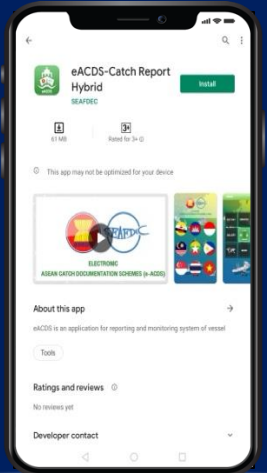 eACDS-Catch Report
Hybrid
SEAFDEC
Install
3+
61 MB
Rated for 3+
This app may not be optimized for your device
SEAFDEC
ELECTRONIC
ASEAN CATCH DOCUMENTATION SCHEMES (e-ACDS)
About this app
eACDS is an application for reporting and monitoring system of vessel
Tools
Ratings and reviews
No reviews yet
Developer contact